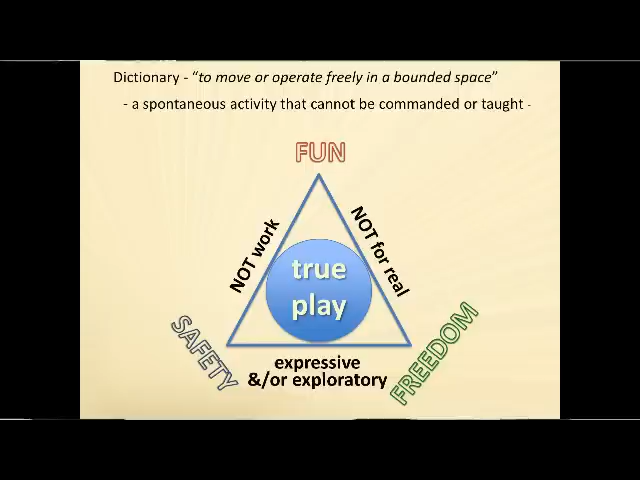 Dictionary - “to move or operate freely in a bounded space”
- a spontaneous activity that cannot be commanded or taught -
FUN
NOT work
NOT for real
true
play
SAFETY
FREEDOM
expressive
&/or exploratory